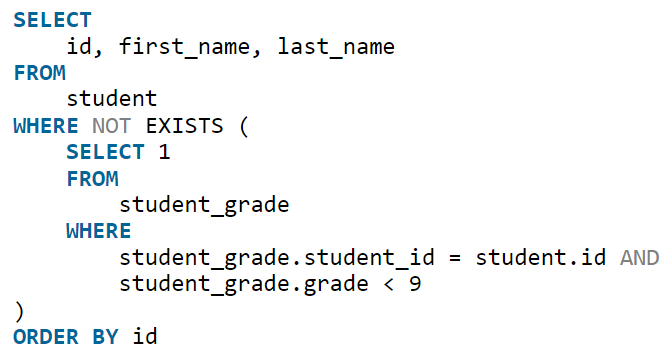 SELECT
    id, first_name, last_name
FROM
    student
WHERE NOT EXISTS (
    SELECT 1
    FROM
        student_grade
    WHERE
        student_grade.student_id = student.id AND
        student_grade.grade < 9
)
ORDER BY id